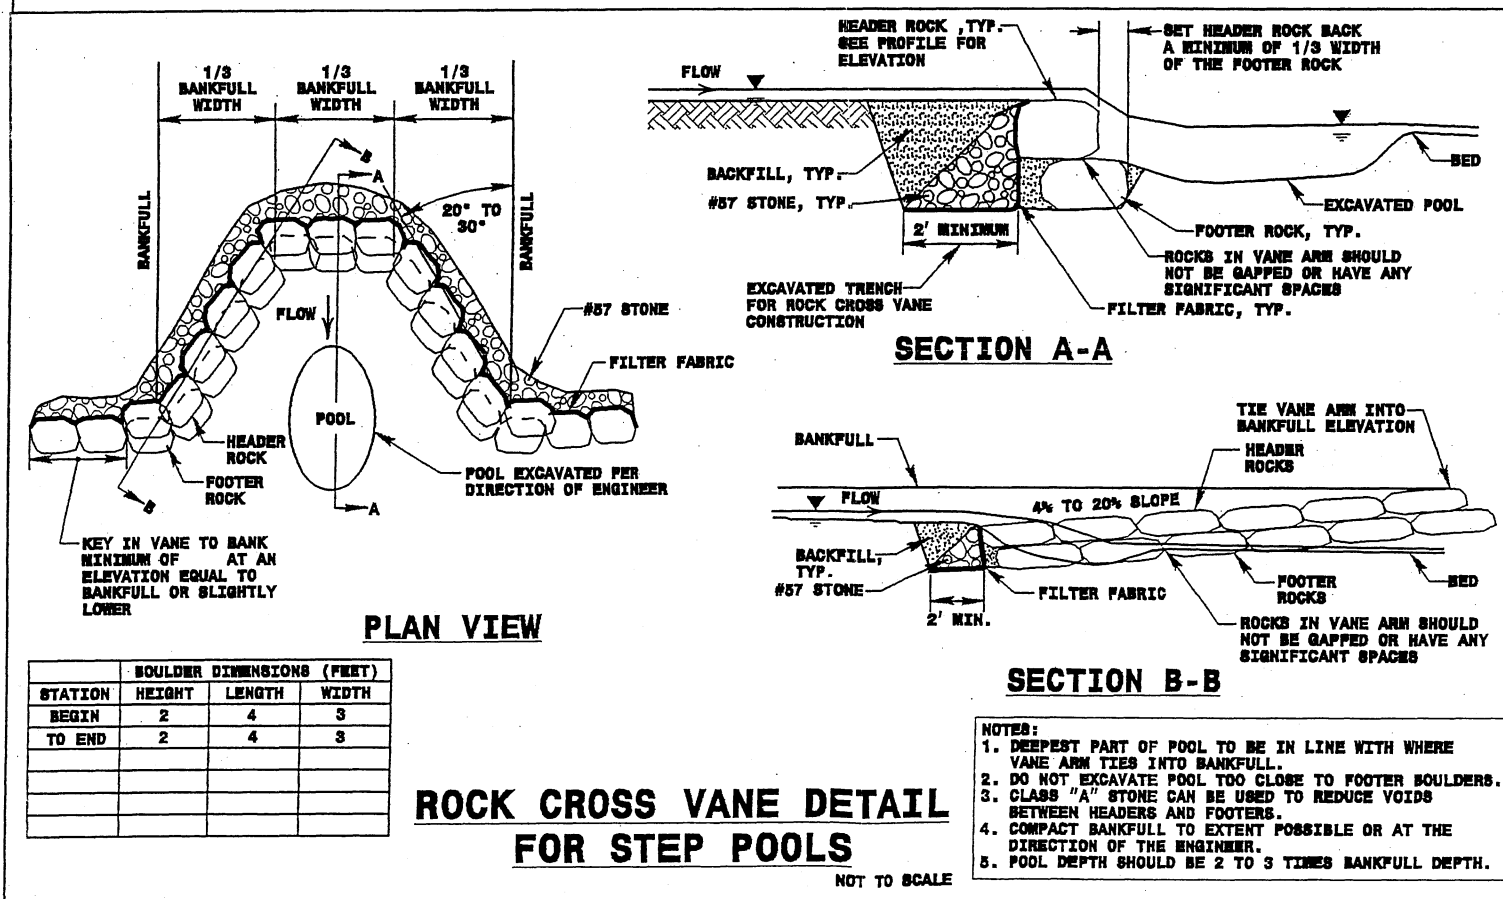 1/3
BANKFULL
WIDTH
1/3
BANKFULL
WIDTH
1/3
BANKFULL
WIDTH
B
A
20° TO
30°
BANKFULL
BANKFULL
FLOW
#57 STONE
FILTER FABRIC
POOL
HEADER
ROCK
FOOTER
ROCK
POOL EXCAVATED PER
DIRECTION OF ENGINEER
B
A
KEY IN VANE TO BANK
MINIMUM OF AT AN
ELEVATION EQUAL TO
BANKFULL OR SLIGHTLY
LOWER
PLAN VIEW
HEADER ROCK ,TYP.
SEE PROFILE FOR
ELEVATION
SET HEADER ROCK BACK
A MINIMUM OF 1/3 WIDTH
OF THE FOOTER ROCK
FLOW
BACKFILL, TYP.
#57 STONE, TYP.
2' MINIMUM
BED
EXCAVATED POOL
FOOTER ROCK, TYP.
ROCKS IN VANE ARM SHOULD
NOT BE GAPPED OR HAVE ANY
SIGNIFICANT SPACES
EXCAVATED TRENCH
FOR ROCK CROSS VANE
CONSTRUCTION
FILTER FABRIC, TYP.
SECTION A-A
TIE VANE ARM INTO
BANKFULL ELEVATION
BANKFULL
HEADER
ROCKS
FLOW
4% TO 20% SLOPE
BACKFILL,
TYP.
#57 STONE
FILTER FABRIC
FOOTER
ROCKS
BED
2' MIN.
ROCKS IN VANE ARM SHOULD
NOT BE GAPPED OR HAVE ANY
SIGNIFICANT SPACES
SECTION B-B
BOULDER DIMENSIONS (FEET)
STATION HEIGHT LENGTH WIDTH
BEGIN 2 4 3
TO END 2 4 3
ROCK CROSS VANE DETAIL
FOR STEP POOLS
NOT TO SCALE
NOTES:
1. DEEPEST PART OF POOL TO BE IN LINE WITH WHERE
VANE ARM TIES INTO BANKFULL.
2. DO NOT EXCAVATE POOL TOO CLOSE TO FOOTER BOULDERS.
3. CLASS "A" STONE CAN BE USED TO REDUCE VOIDS
BETWEEN HEADERS AND FOOTERS.
4. COMPACT BANKFULL TO EXTENT POSSIBLE OR AT THE
DIRECTION OF THE ENGINEER.
5. POOL DEPTH SHOULD BE 2 TO 3 TIMES BANKFULL DEPTH.